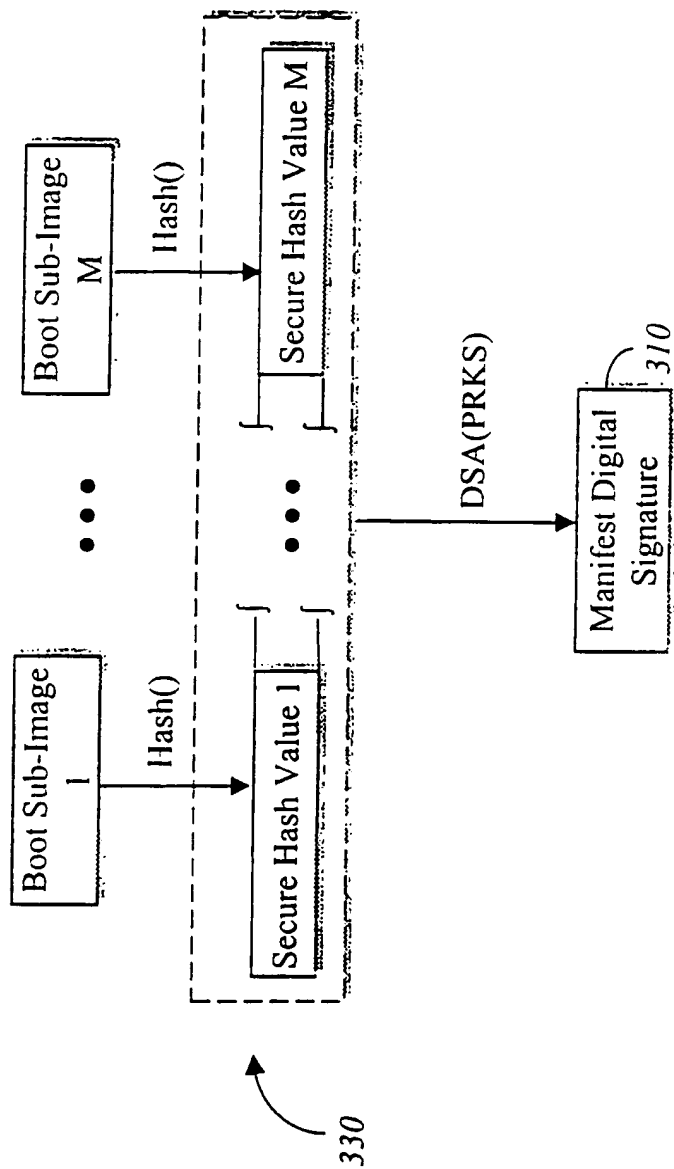 Boot Sub-Image
1
Boot Sub-Image
M
Hash()
Hash()
Secure Hash Value 1
Secure Hash Value M
330
DSA(PRKS)
Manifest Digital
Signature
310